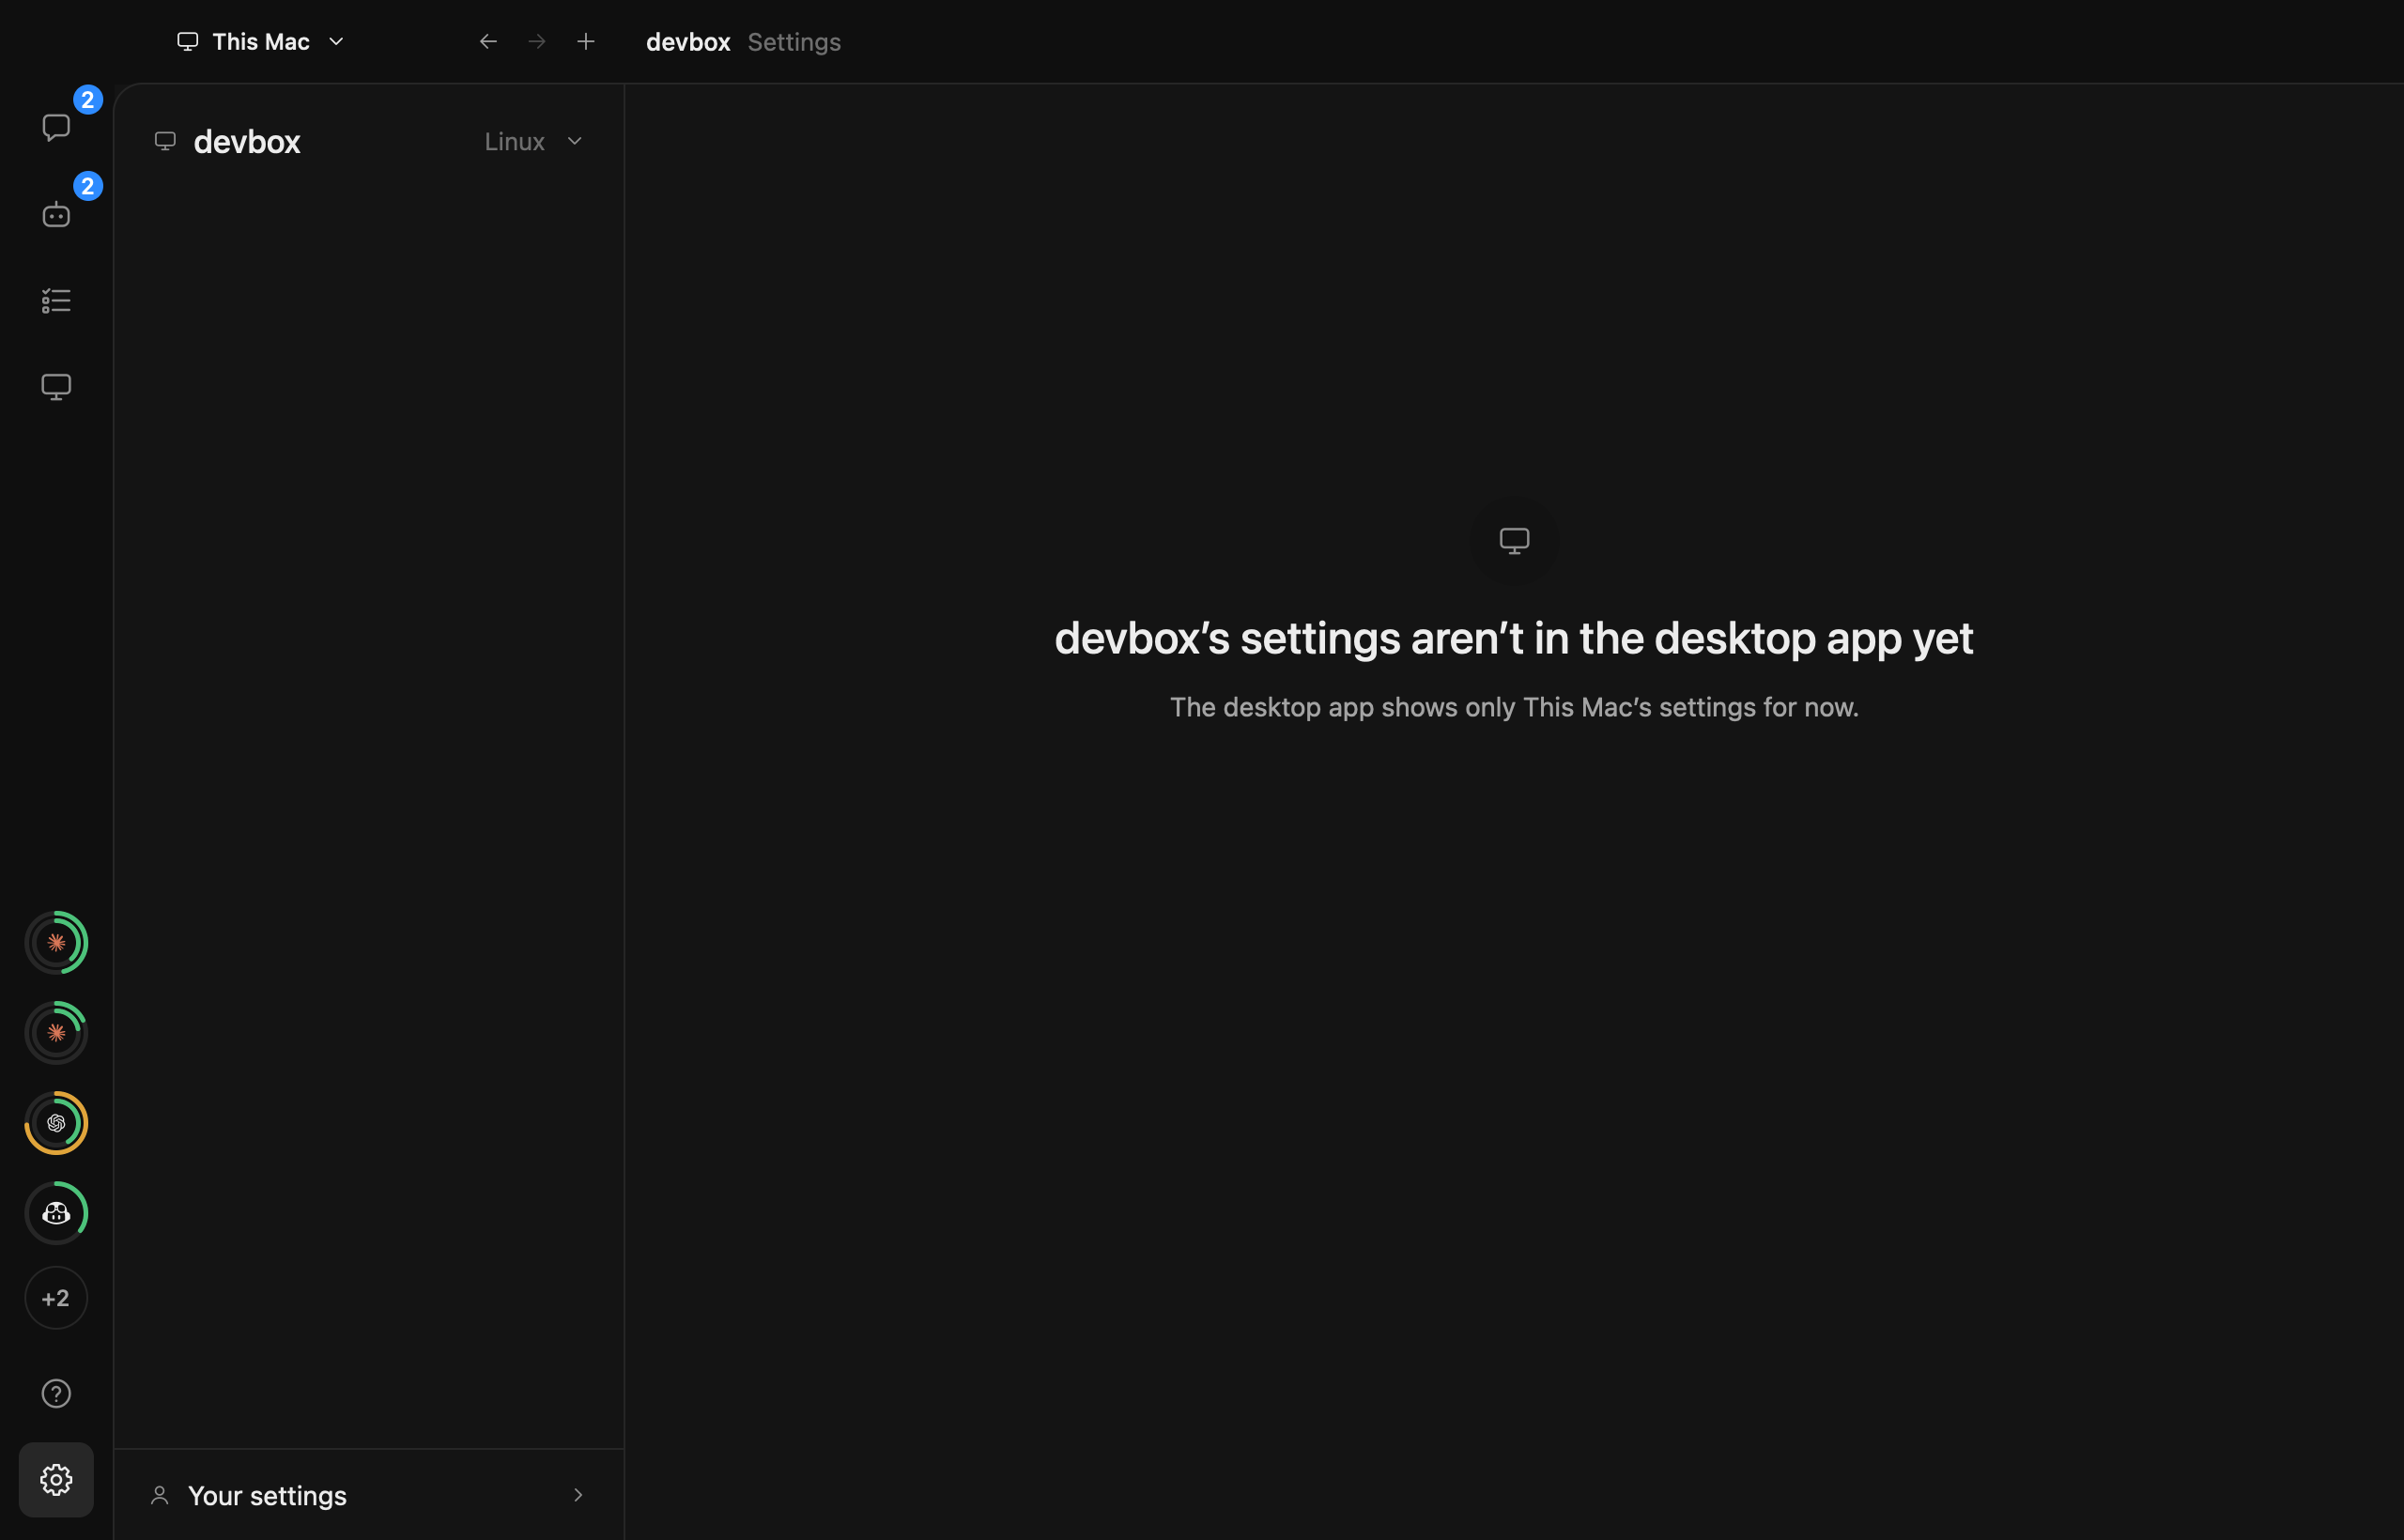 This Mac
devbox Settings
2
devbox Linux
2
devbox’s settings aren’t in the desktop app yet
The desktop app shows only This Mac’s settings for now.
+2
?
Your settings